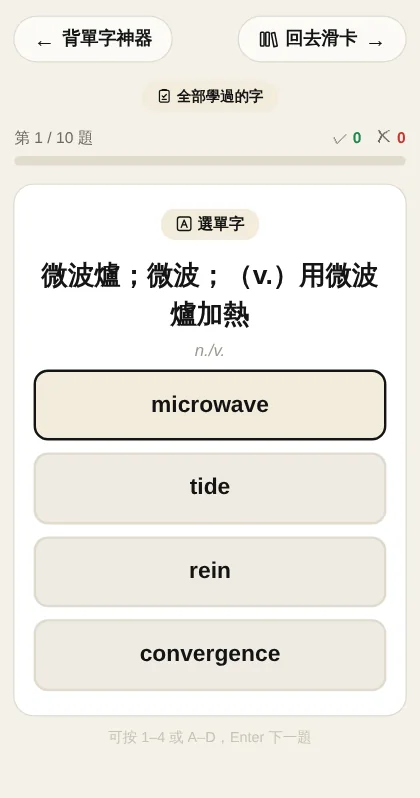 ← 背單字神器
回去滑卡 →
全部學過的字
第 1 / 10 題
✓ 0 ✗ 0
選單字
微波爐；微波；（v.）用微波
爐加熱
n./v.
microwave
tide
rein
convergence
可按 1–4 或 A–D，Enter 下一題